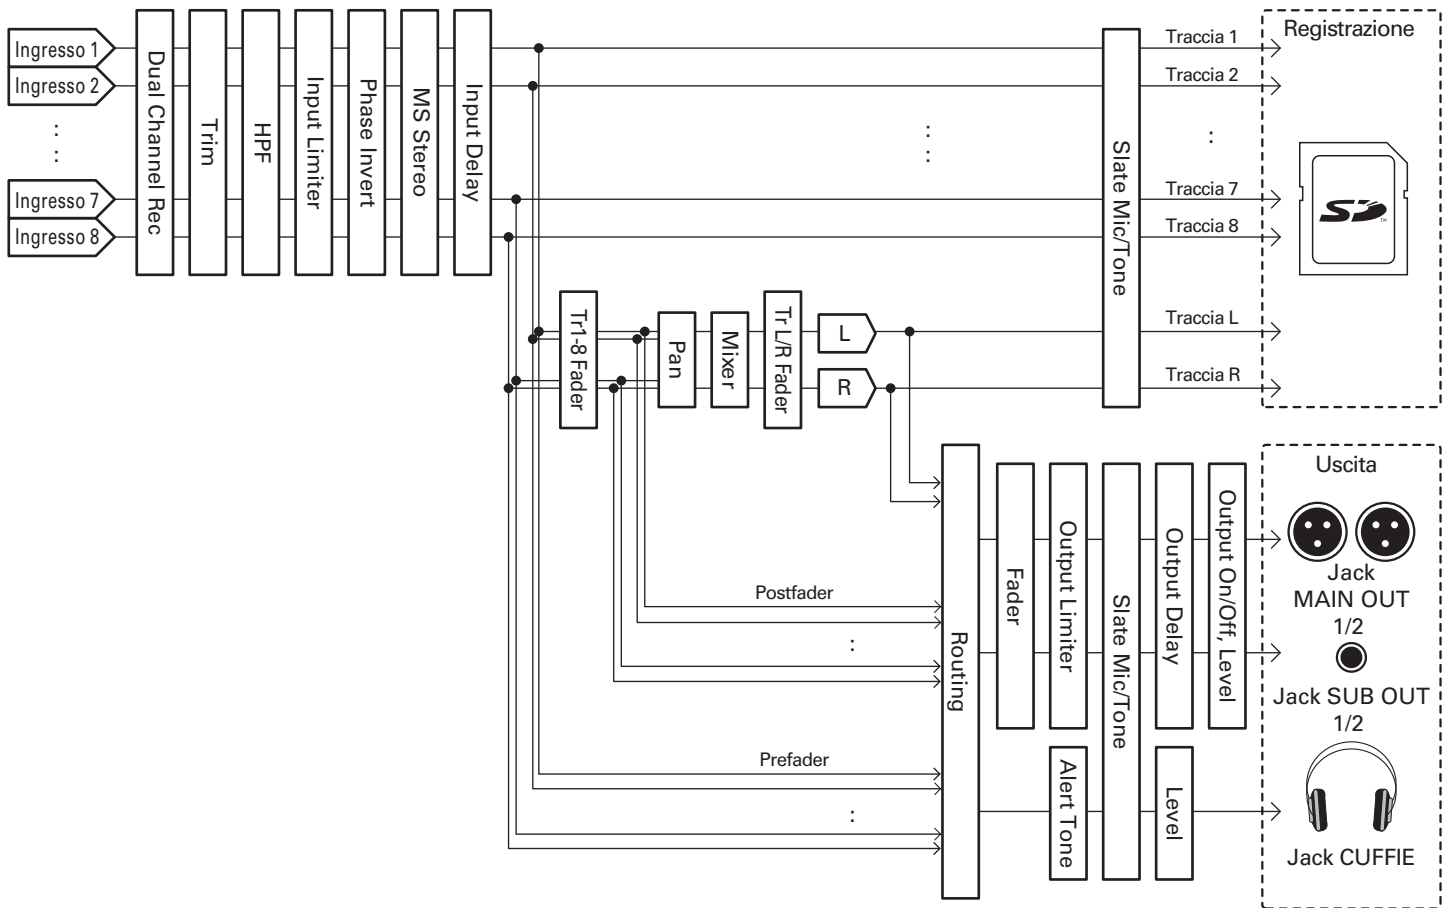 Ingresso 1
Ingresso 2
Ingresso 7
Ingresso 8
Dual Channel Rec
Trim
HPF
Input Limiter
Phase Invert
MS Stereo
Input Delay
Slate Mic/Tone
Traccia 1
Traccia 2
Traccia 7
Traccia 8
Traccia L
Traccia R
Registrazione
SD
TM
Tr1-8 Fader
Pan
Mixer
Tr L/R Fader
L
R
Postfader
Prefader
Routing
Fader
Output Limiter
Alert Tone
Slate Mic/Tone
Output Delay
Level
Output On/Off, Level
Uscita
Jack
MAIN OUT
1/2
Jack SUB OUT
1/2
Jack CUFFIE